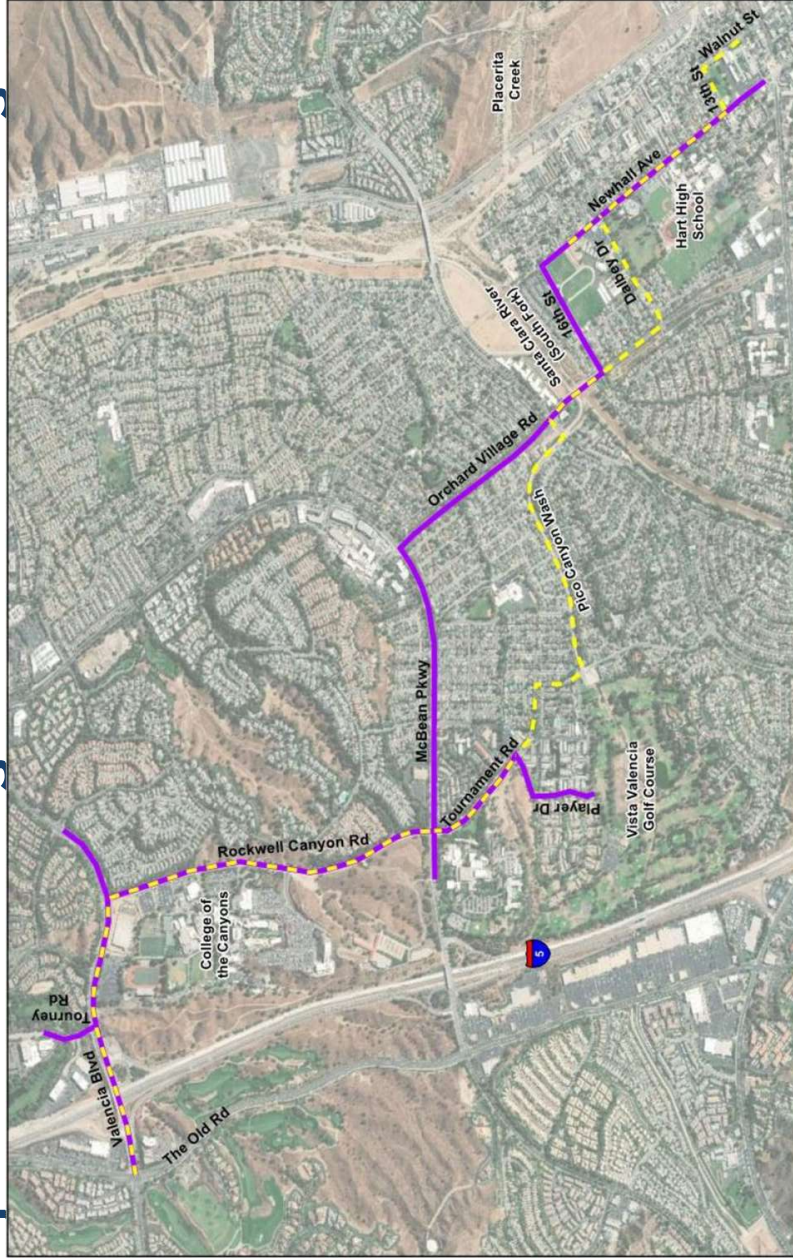 Walnut St
13th St
Placerita
Creek
Newhall Ave
Hart High
School
Dalbey Dr
16th St
Santa Clara River
(South Fork)
Orchard Village Rd
Pico Canyon Wash
McBean Pkwy
Tournament Rd
Player Dr
Vista Valencia
Golf Course
Rockwell Canyon Rd
College of
the Canyons
5
Tourney
Rd
Valencia Blvd
The Old Rd